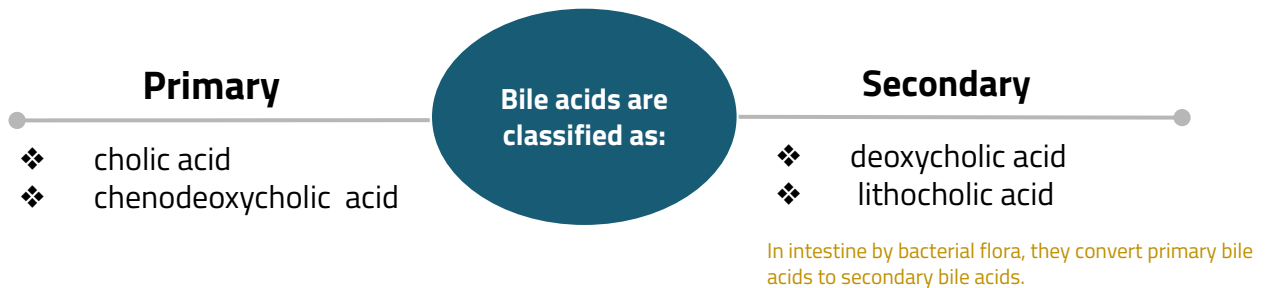 Bile acids are
classified as:
Primary
❖ cholic acid
❖ chenodeoxycholic acid
Secondary
❖ deoxycholic acid
❖ lithocholic acid
In intestine by bacterial flora, they convert primary bile
acids to secondary bile acids.